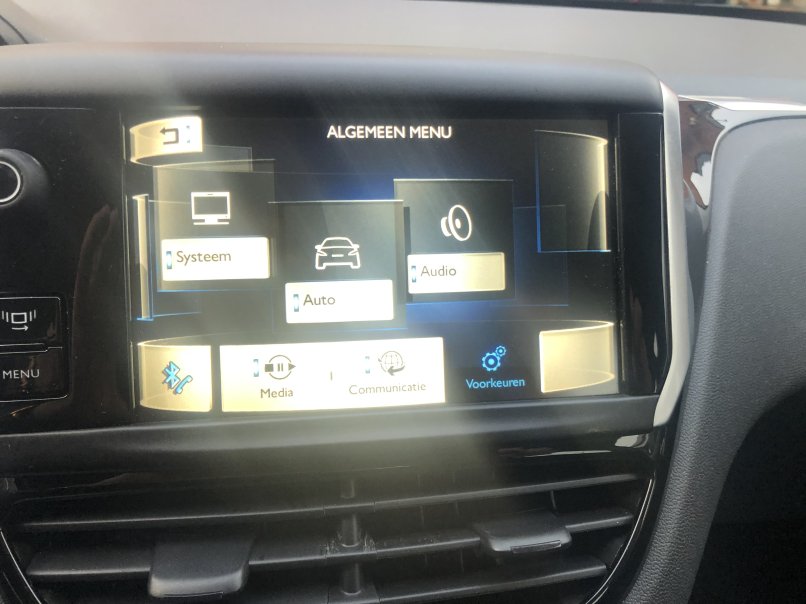 ALGEMEEN MENU
Systeem
Auto
Audio
MENU
Media
Communicatie
Voorkeuren